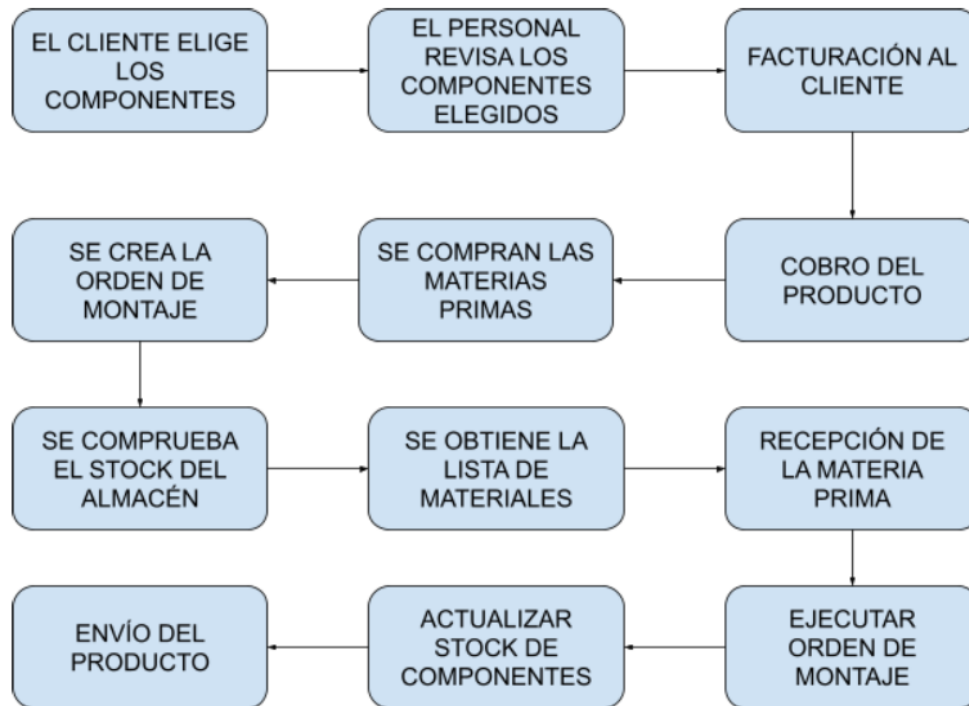 EL CLIENTE ELIGE
LOS
COMPONENTES
EL PERSONAL
REVISA LOS
COMPONENTES
ELEGIDOS
FACTURACIÓN AL
CLIENTE
COBRO DEL
PRODUCTO
SE COMPRAN LAS
MATERIAS
PRIMAS
SE CREA LA
ORDEN DE
MONTAJE
SE COMPRUEBA
EL STOCK DEL
ALMACÉN
SE OBTIENE LA
LISTA DE
MATERIALES
RECEPCIÓN DE
LA MATERIA
PRIMA
EJECUTAR
ORDEN DE
MONTAJE
ACTUALIZAR
STOCK DE
COMPONENTES
ENVÍO DEL
PRODUCTO